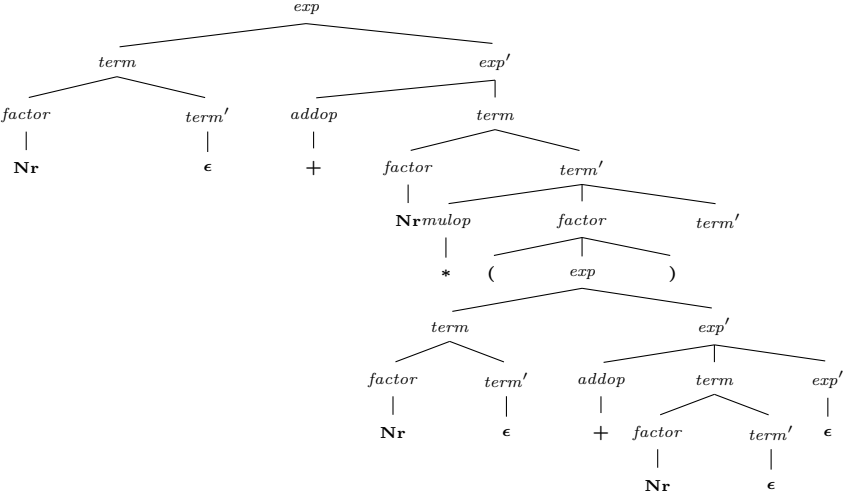 exp
term exp′
factor term′ addop term
Nr ϵ + factor term′
Nr mulop factor term′
* ( exp )
term exp′
factor term′ addop term exp′
Nr ϵ + factor term′ ϵ
Nr ϵ